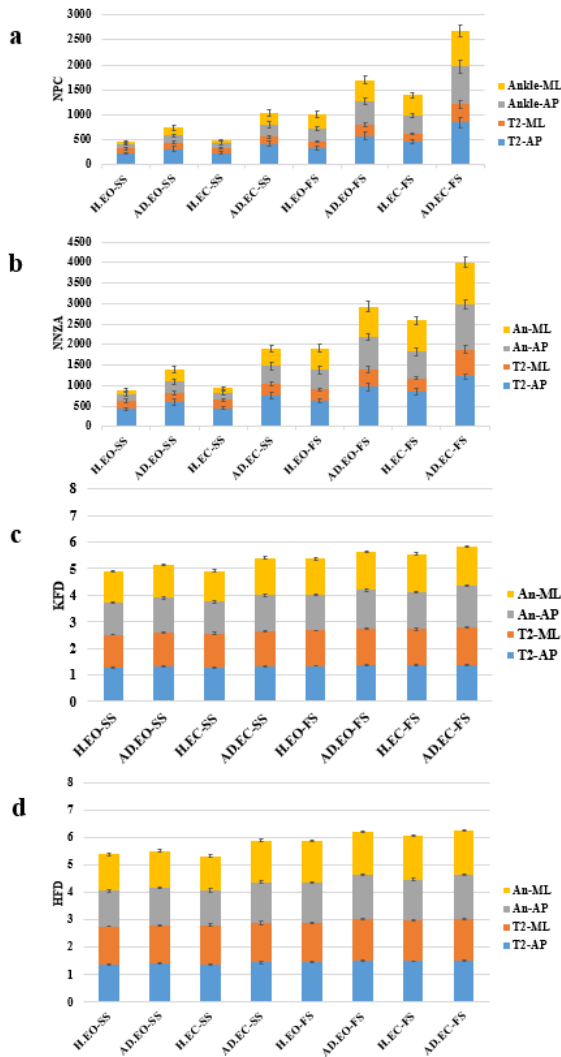 a
3000
2500
2000
1500
1000
500
0
NPC
Ankle-ML
Ankle-AP
T2-ML
T2-AP
H.EO-SS
AD.EO-SS
H.EC-SS
AD.EC-SS
H.EO-FS
AD.EO-FS
H.EC-FS
AD.EC-FS
b
4500
4000
3500
3000
2500
2000
1500
1000
500
0
NNZA
An-ML
An-AP
T2-ML
T2-AP
H.EO-SS
AD.EO-SS
H.EC-SS
AD.EC-SS
H.EO-FS
AD.EO-FS
H.EC-FS
AD.EC-FS
c
8
7
6
5
4
3
2
1
0
KFD
An-ML
An-AP
T2-ML
T2-AP
H.EO-SS
AD.EO-SS
H.EC-SS
AD.EC-SS
H.EO-FS
AD.EO-FS
H.EC-FS
AD.EC-FS
d
8
7
6
5
4
3
2
1
0
HFD
An-ML
An-AP
T2-ML
T2-AP
H.EO-SS
AD.EO-SS
H.EC-SS
AD.EC-SS
H.EO-FS
AD.EO-FS
H.EC-FS
AD.EC-FS